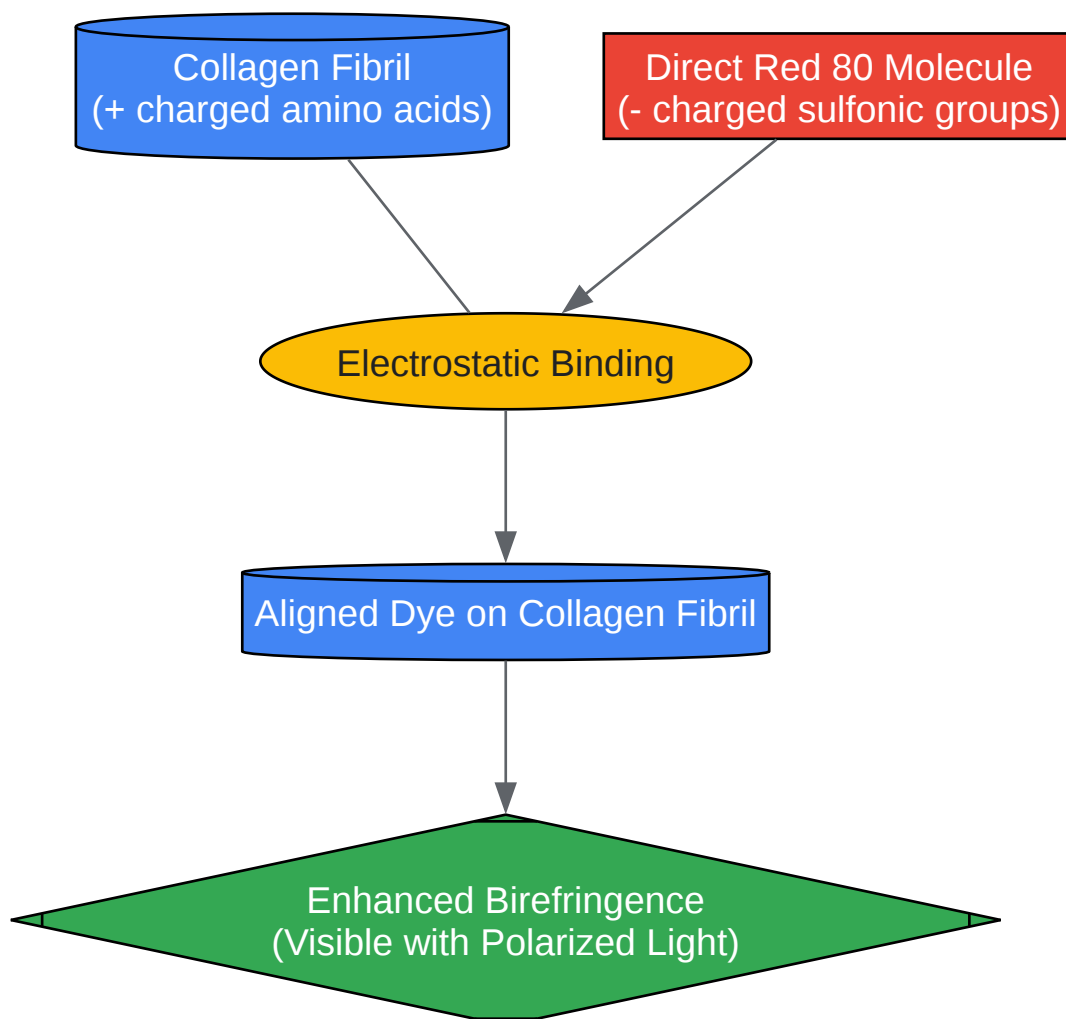 Collagen Fibril
(+ charged amino acids)
Direct Red 80 Molecule
(- charged sulfonic groups)
Electrostatic Binding
Aligned Dye on Collagen Fibril
Enhanced Birefringence
(Visible with Polarized Light)